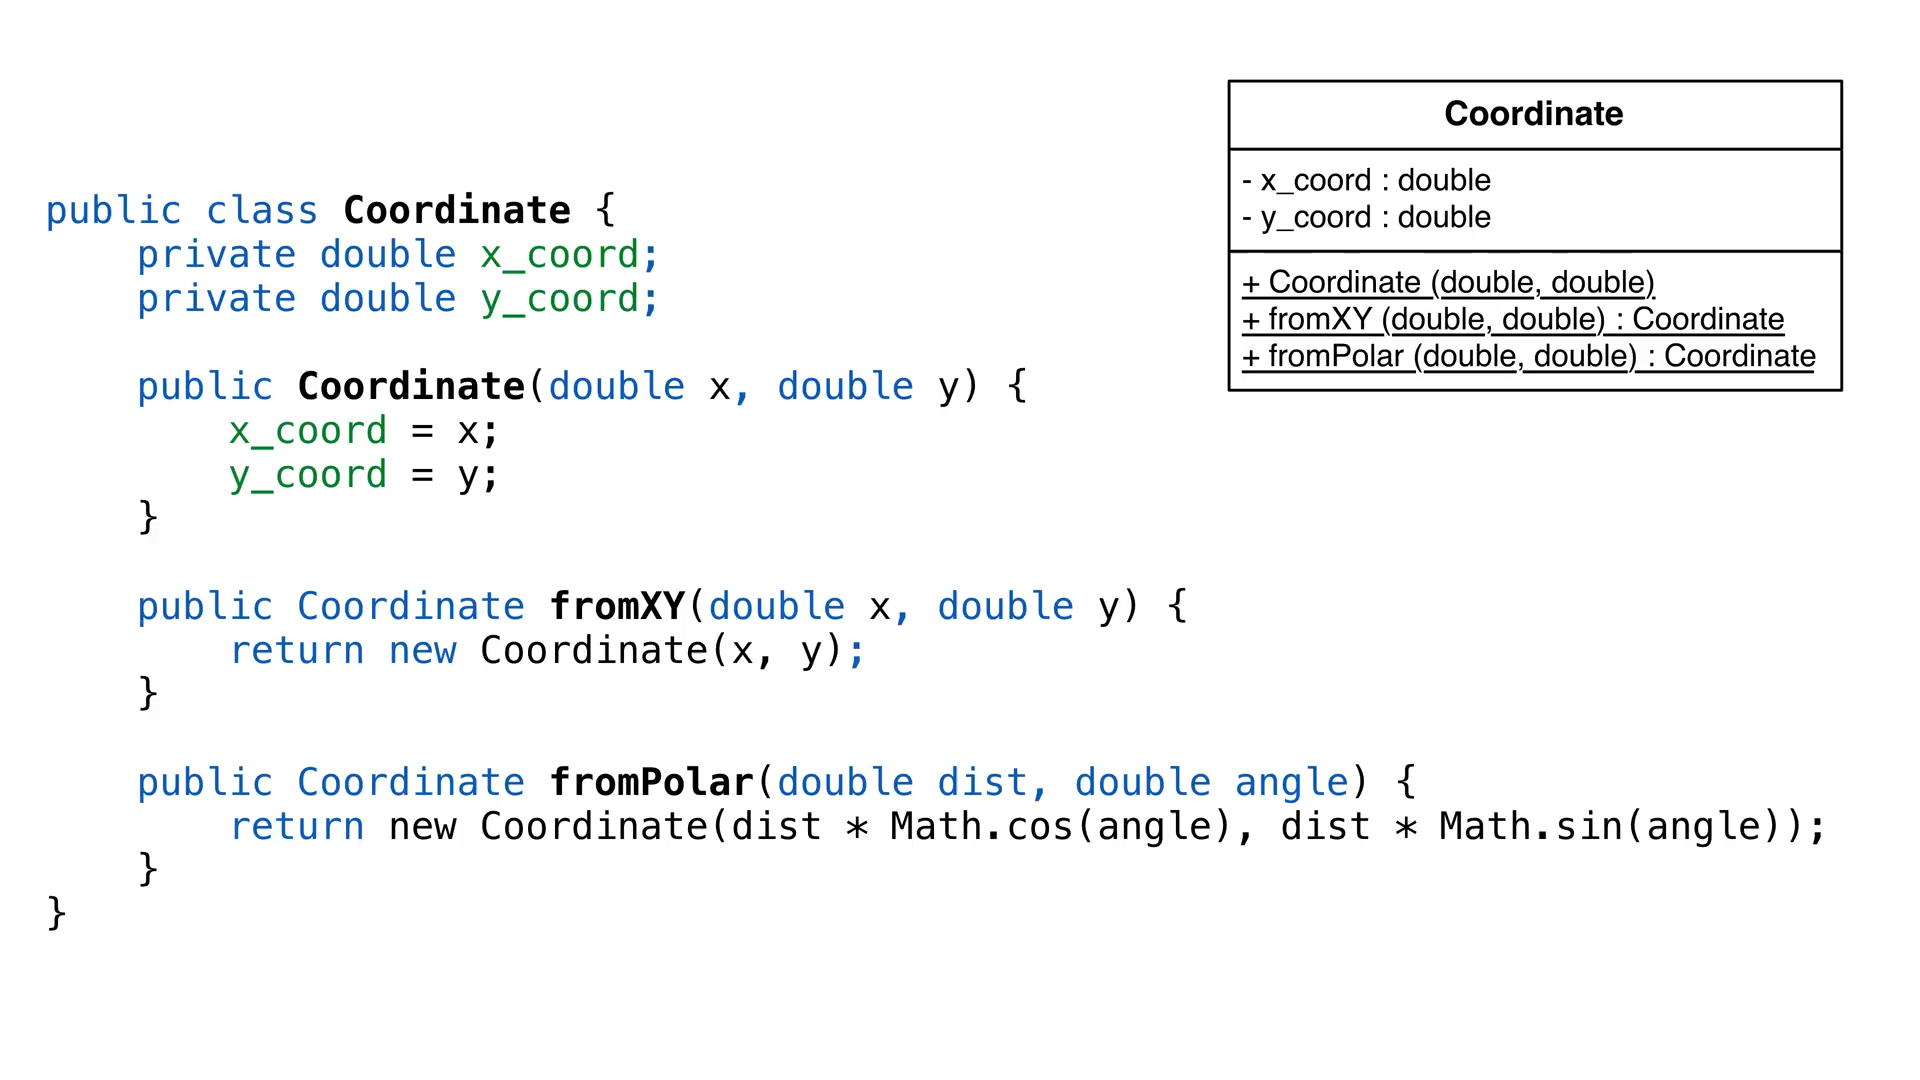 public class Coordinate {
    private double x_coord;
    private double y_coord;
    public Coordinate(double x, double y) {
        x_coord = x;
        y_coord = y;
    }
    public Coordinate fromXY(double x, double y) {
        return new Coordinate(x, y);
    }
    public Coordinate fromPolar(double dist, double angle) {
        return new Coordinate(dist * Math.cos(angle), dist * Math.sin(angle));
    }
}
Coordinate
- x_coord : double
- y_coord : double
+ Coordinate (double, double)
+ fromXY (double, double) : Coordinate
+ fromPolar (double, double) : Coordinate